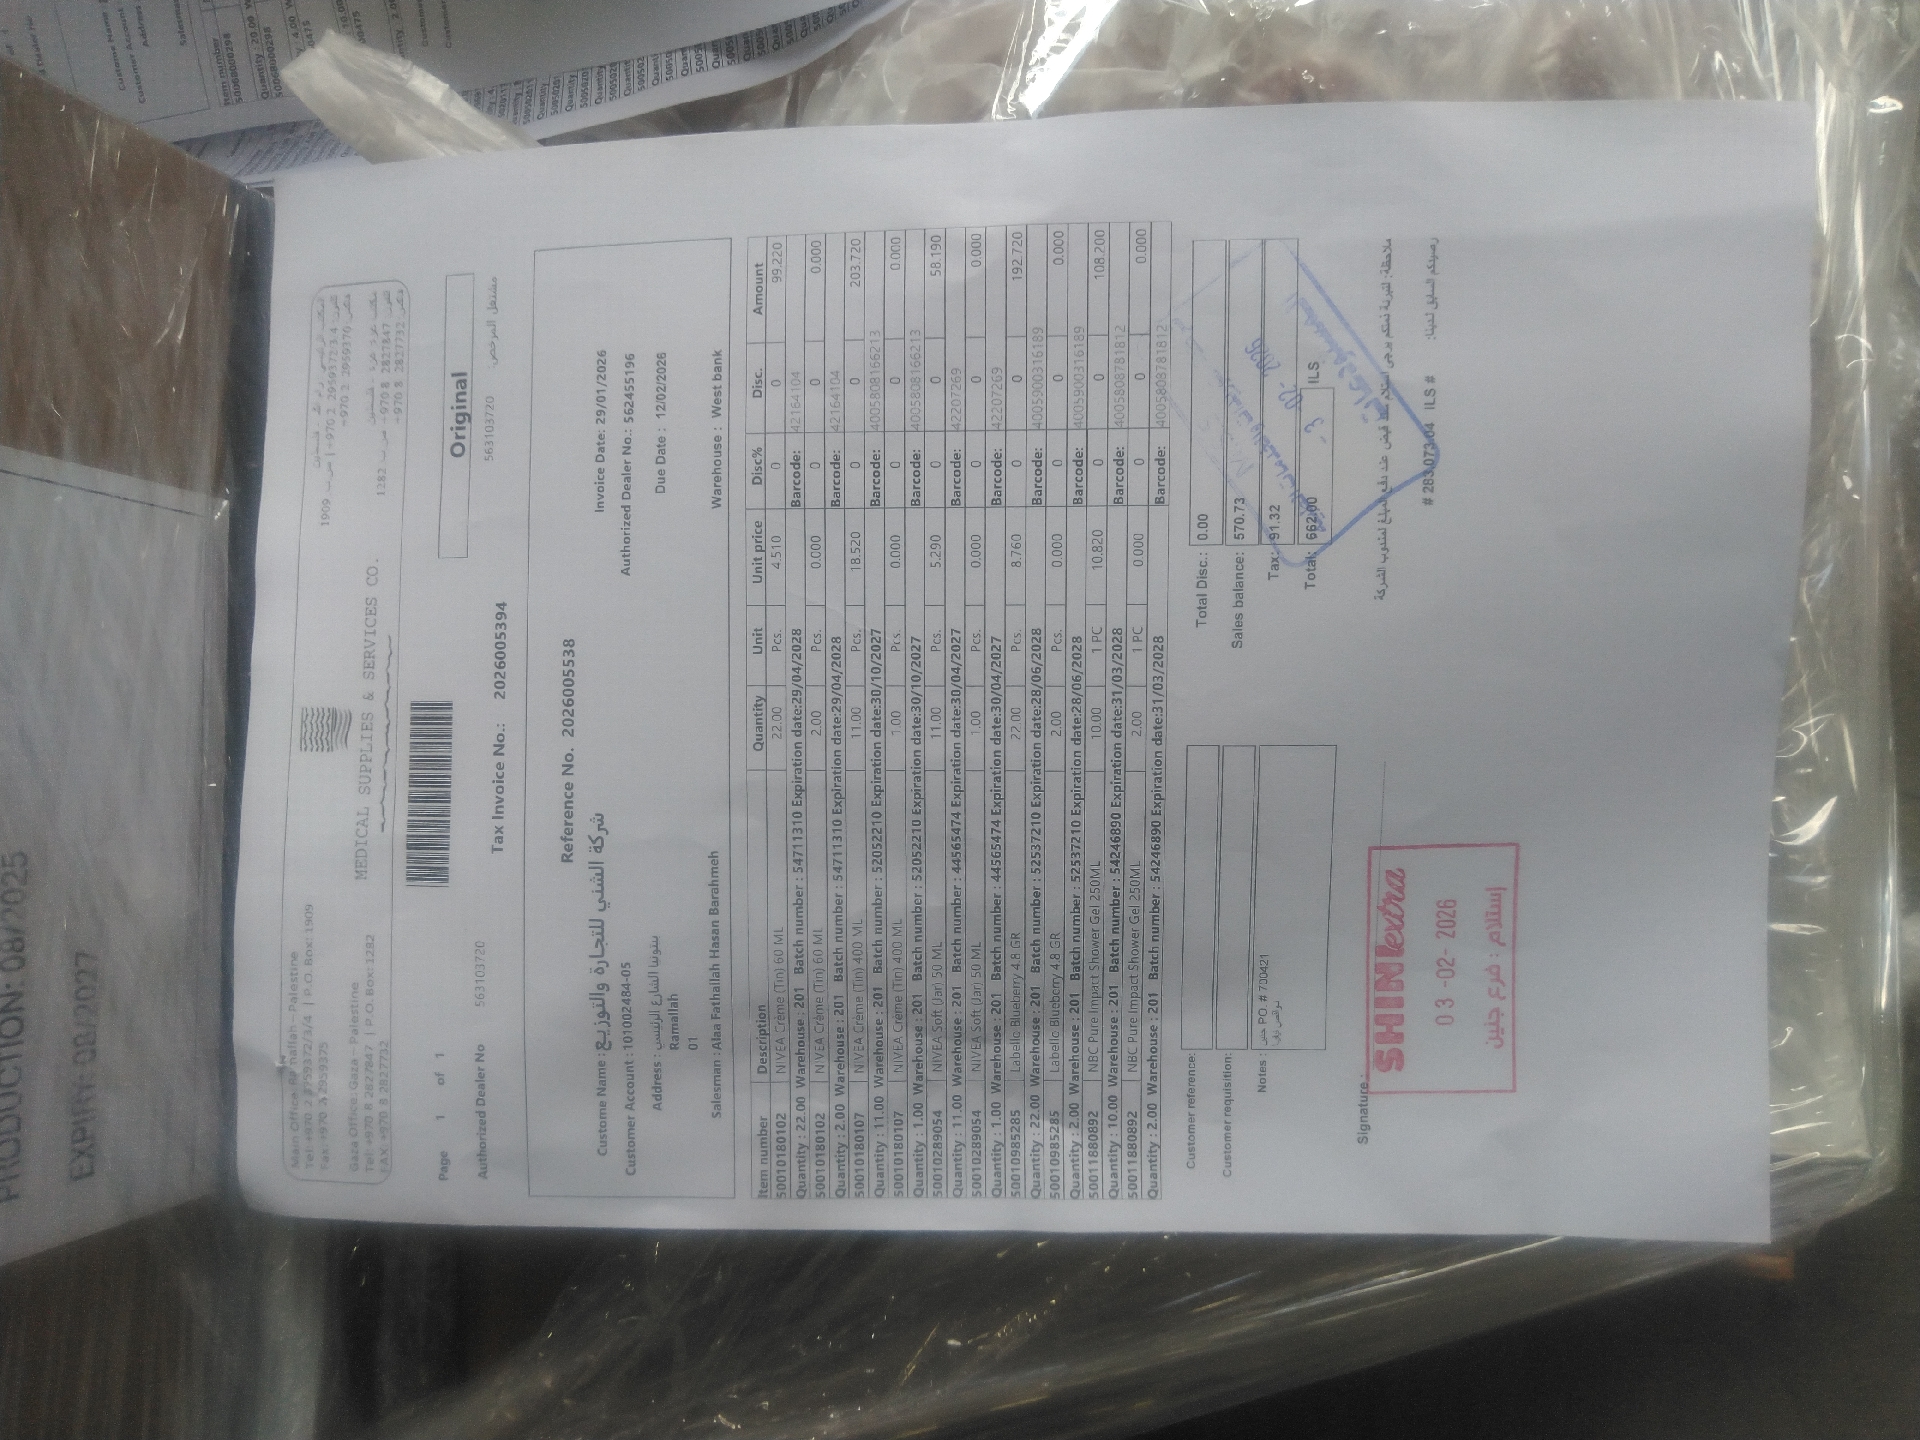 PRODUCTION: 08/2025
EXPIRY: 08/2027
Main Office: Ramallah - Palestine
Tel: +970 2 2959372/3/4 | P.O. Box: 1909
Gaza Office: Gaza - Palestine
Tel: +970 8 2827847 | P.O. Box: 1282
FAX: +970 8 2827732
MEDICAL SUPPLIES & SERVICES CO.
Page 1 of 1
Original
Authorized Dealer No 563103720
563103720 مشتغل المرخص:
Tax Invoice No.: 2026005394
Reference No. 2026005538
Custome Name : شركة الشني للتجارة والتوزيع
Invoice Date: 29/01/2026
Customer Account : 101002484-05
Authorized Dealer No.: 562455196
Address : بيتونيا الشارع الرئيسي
Due Date : 12/02/2026
Ramallah
01
Salesman : Alaa Fathallah Hasan Barahmeh
Warehouse : West bank
Item number Description Quantity Unit Unit price Disc% Disc. Amount
50010180102 NIVEA Crème (Tin) 60 ML 22.00 Pcs. 4.510 0 0 99.220
Quantity : 22.00 Warehouse : 201 Batch number : 54711310 Expiration date:29/04/2028 Barcode: 42164104
50010180102 NIVEA Crème (Tin) 60 ML 2.00 Pcs. 0.000 0 0 0.000
Quantity : 2.00 Warehouse : 201 Batch number : 54711310 Expiration date:29/04/2028 Barcode: 42164104
50010180107 NIVEA Crème (Tin) 400 ML 11.00 Pcs. 18.520 0 0 203.720
Quantity : 11.00 Warehouse : 201 Batch number : 52052210 Expiration date:30/10/2027 Barcode: 4005808166213
50010180107 NIVEA Crème (Tin) 400 ML 1.00 Pcs. 0.000 0 0 0.000
Quantity : 1.00 Warehouse : 201 Batch number : 52052210 Expiration date:30/10/2027 Barcode: 4005808166213
50010289054 NIVEA Soft (Jar) 50 ML 11.00 Pcs. 5.290 0 0 58.190
Quantity : 11.00 Warehouse : 201 Batch number : 44565474 Expiration date:30/04/2027 Barcode: 42207269
50010289054 NIVEA Soft (Jar) 50 ML 1.00 Pcs. 0.000 0 0 0.000
Quantity : 1.00 Warehouse : 201 Batch number : 44565474 Expiration date:30/04/2027 Barcode: 42207269
50010985285 Labello Blueberry 4.8 GR 22.00 Pcs. 8.760 0 0 192.720
Quantity : 22.00 Warehouse : 201 Batch number : 52537210 Expiration date:28/06/2028 Barcode: 4005900316189
50010985285 Labello Blueberry 4.8 GR 2.00 Pcs. 0.000 0 0 0.000
Quantity : 2.00 Warehouse : 201 Batch number : 52537210 Expiration date:28/06/2028 Barcode: 4005900316189
50011880892 NBC Pure Impact Shower Gel 250ML 10.00 1 PC 10.820 0 0 108.200
Quantity : 10.00 Warehouse : 201 Batch number : 54246890 Expiration date:31/03/2028 Barcode: 4005808781812
50011880892 NBC Pure Impact Shower Gel 250ML 2.00 1 PC 0.000 0 0 0.000
Quantity : 2.00 Warehouse : 201 Batch number : 54246890 Expiration date:31/03/2028 Barcode: 4005808781812
Customer reference:
Total Disc.: 0.00
Customer requisition:
Sales balance: 570.73
Notes : جنين PO. # 700421
Tax: 91.32
Total: 662.00 ILS
Signature :
# 283,073.04 ILS # رصيدكم السابق لدينا:
SHINI extra
03 -02- 2026
إستلام : فرع جنين